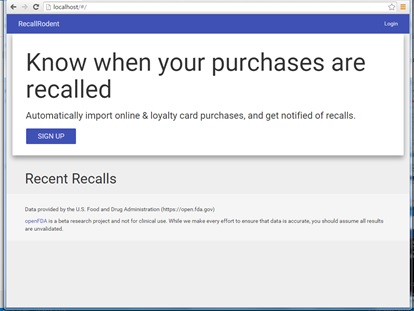 localhost/#/
RecallRodent
Login
Know when your purchases are
recalled
Automatically import online & loyalty card purchases, and get notified of recalls.
SIGN UP
Recent Recalls
Data provided by the U.S. Food and Drug Administration (https://open.fda.gov)
openFDA is a beta research project and not for clinical use. While we make every effort to ensure that data is accurate, you should assume all results
are unvalidated.